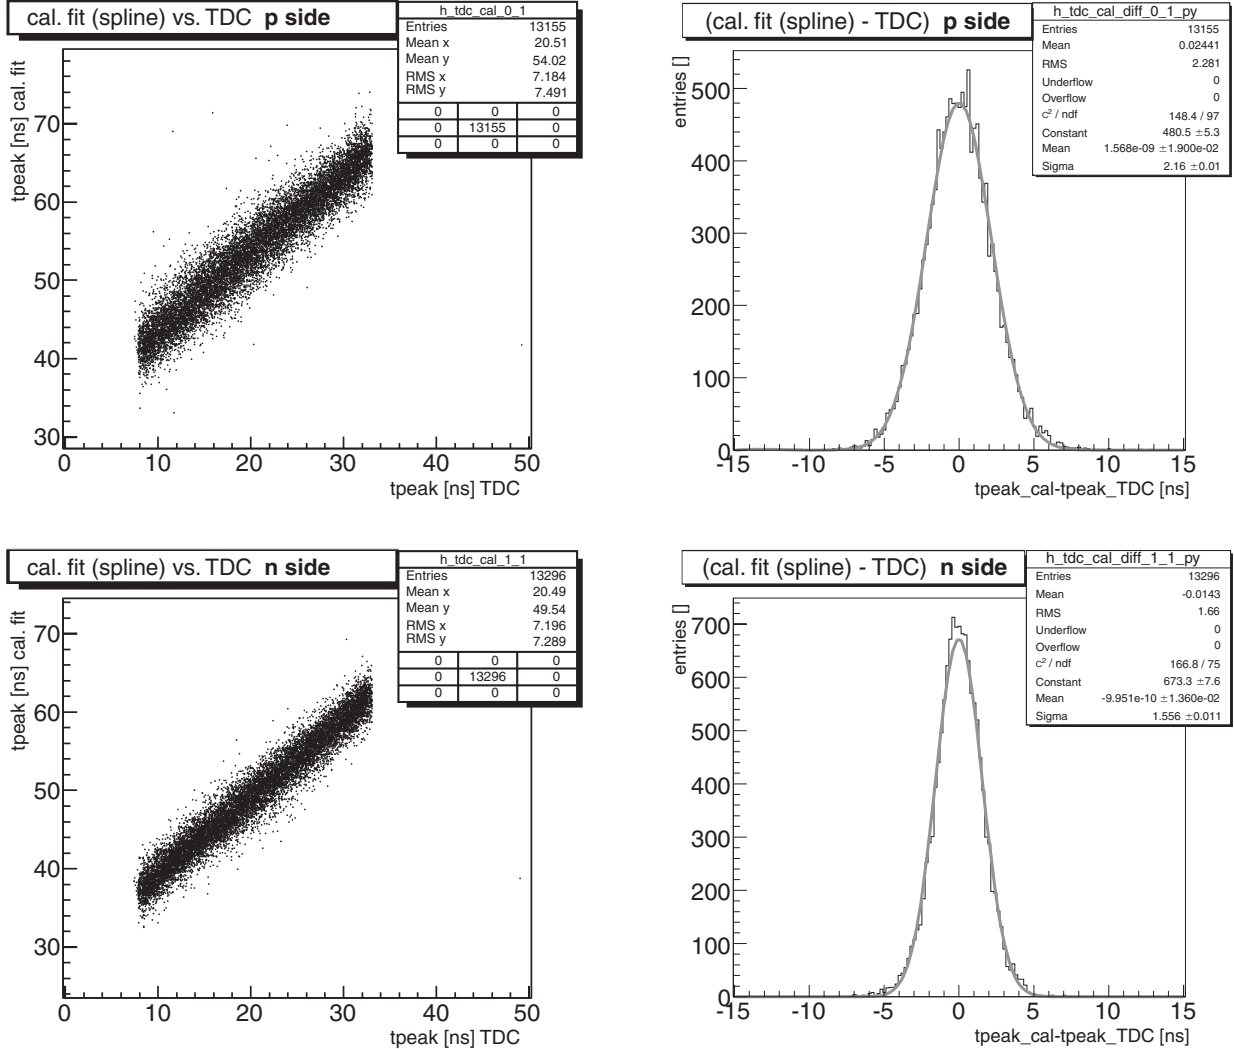 cal. fit (spline) vs. TDC p side
h_tdc_cal_0_1
Entries 13155
Mean x 20.51
Mean y 54.02
RMS x 7.184
RMS y 7.491
0 0 0
0 13155 0
0 0 0
tpeak [ns] cal. fit
70
60
50
40
30
0 10 20 30 40 50
tpeak [ns] TDC
(cal. fit (spline) - TDC) p side
h_tdc_cal_diff_0_1_py
Entries 13155
Mean 0.02441
RMS 2.281
Underflow 0
Overflow 0
c² / ndf 148.4 / 97
Constant 480.5 ±5.3
Mean 1.568e-09 ±1.900e-02
Sigma 2.16 ±0.01
entries []
500
400
300
200
100
0
-15 -10 -5 0 5 10 15
tpeak_cal-tpeak_TDC [ns]
cal. fit (spline) vs. TDC n side
h_tdc_cal_1_1
Entries 13296
Mean x 20.49
Mean y 49.54
RMS x 7.196
RMS y 7.289
0 0 0
0 13296 0
0 0 0
tpeak [ns] cal. fit
70
60
50
40
30
0 10 20 30 40 50
tpeak [ns] TDC
(cal. fit (spline) - TDC) n side
h_tdc_cal_diff_1_1_py
Entries 13296
Mean -0.0143
RMS 1.66
Underflow 0
Overflow 0
c² / ndf 166.8 / 75
Constant 673.3 ±7.6
Mean -9.951e-10 ±1.360e-02
Sigma 1.556 ±0.011
entries []
700
600
500
400
300
200
100
0
-15 -10 -5 0 5 10 15
tpeak_cal-tpeak_TDC [ns]